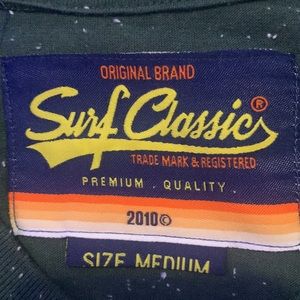 ORIGINAL BRAND
Surf Classic®
TRADE MARK & REGISTERED
PREMIUM . QUALITY
2010©
SIZE MEDIUM